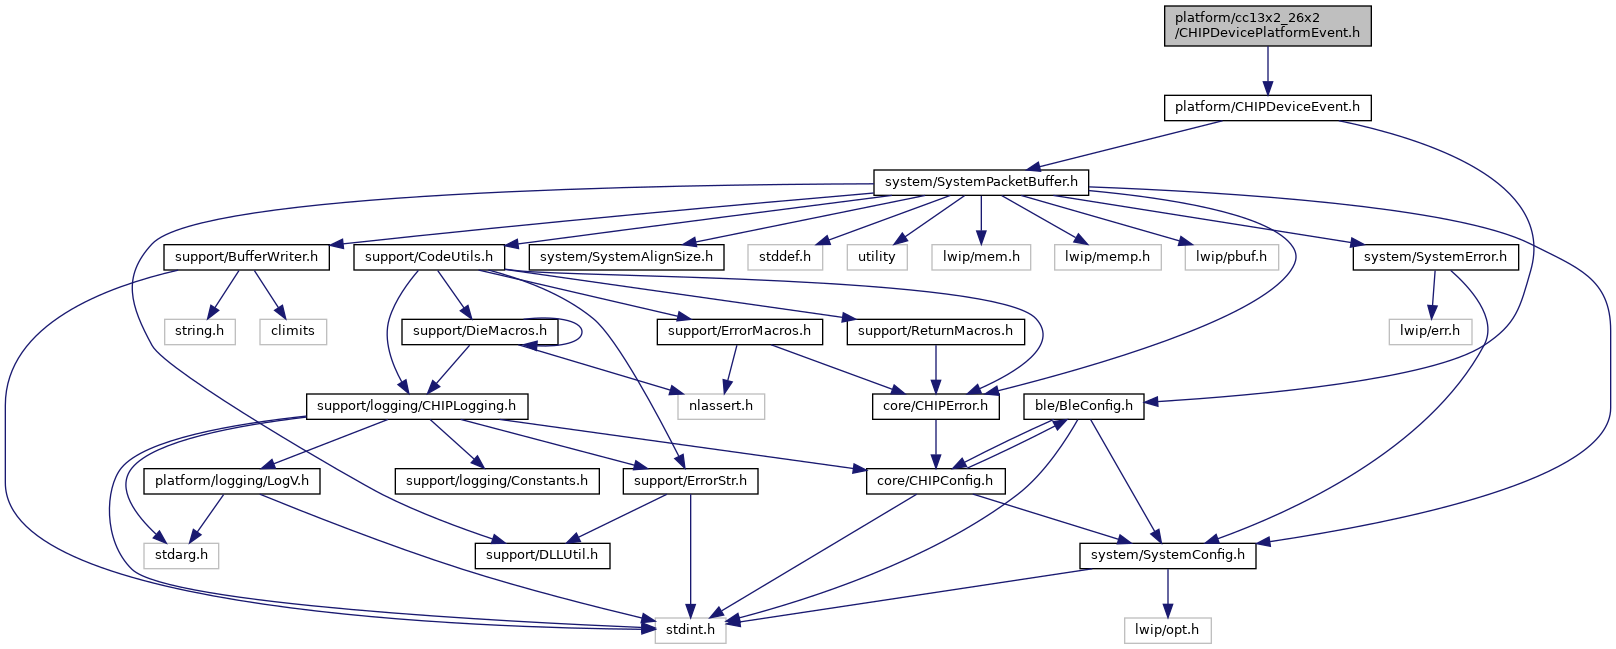 platform/cc13x2_26x2
/CHIPDevicePlatformEvent.h
platform/CHIPDeviceEvent.h
system/SystemPacketBuffer.h
support/BufferWriter.h
support/CodeUtils.h
system/SystemAlignSize.h
stddef.h
utility
lwip/mem.h
lwip/memp.h
lwip/pbuf.h
system/SystemError.h
string.h
climits
support/DieMacros.h
support/ErrorMacros.h
support/ReturnMacros.h
lwip/err.h
support/logging/CHIPLogging.h
nlassert.h
core/CHIPError.h
ble/BleConfig.h
platform/logging/LogV.h
support/logging/Constants.h
support/ErrorStr.h
core/CHIPConfig.h
stdarg.h
support/DLLUtil.h
system/SystemConfig.h
stdint.h
lwip/opt.h